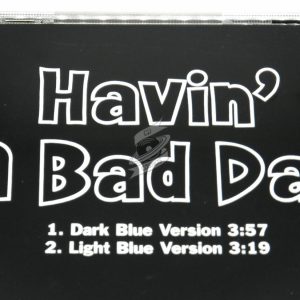 Havin'
A Bad Da
1. Dark Blue Version 3:57
2. Light Blue Version 3:19